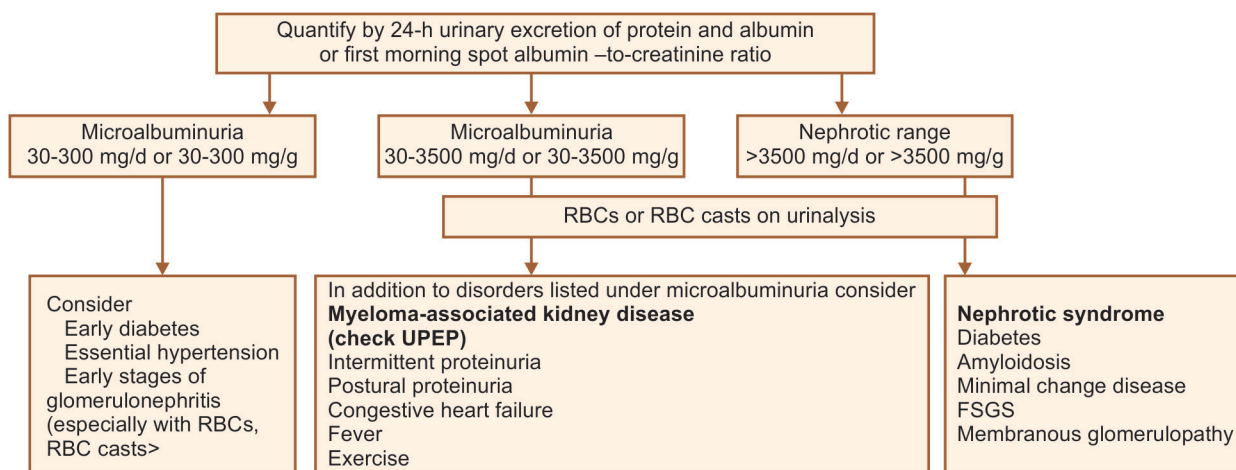 Quantify by 24-h urinary excretion of protein and albumin
or first morning spot albumin –to-creatinine ratio
Microalbuminuria
30-300 mg/d or 30-300 mg/g
Microalbuminuria
30-3500 mg/d or 30-3500 mg/g
Nephrotic range
>3500 mg/d or >3500 mg/g
RBCs or RBC casts on urinalysis
Consider
Early diabetes
Essential hypertension
Early stages of
glomerulonephritis
(especially with RBCs,
RBC casts>
In addition to disorders listed under microalbuminuria consider
Myeloma-associated kidney disease
(check UPEP)
Intermittent proteinuria
Postural proteinuria
Congestive heart failure
Fever
Exercise
Nephrotic syndrome
Diabetes
Amyloidosis
Minimal change disease
FSGS
Membranous glomerulopathy